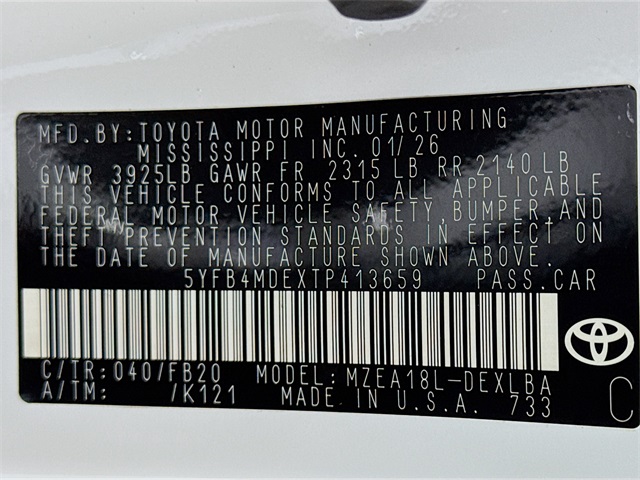 MFD. BY: TOYOTA MOTOR MANUFACTURING
MISSISSIPPI INC. 01/26
GVWR 3925LB GAWR FR 2315 LB RR 2140 LB
THIS VEHICLE CONFORMS TO ALL APPLICABLE
FEDERAL MOTOR VEHICLE SAFETY, BUMPER, AND
THEFT PREVENTION STANDARDS IN EFFECT ON
THE DATE OF MANUFACTURE SHOWN ABOVE.
5YFB4MDEXTP413659 PASS.CAR
C/TR: 040/FB20 MODEL: MZEA18L-DEXLBA
A/TM: /K121 MADE IN U.S.A. 733
C